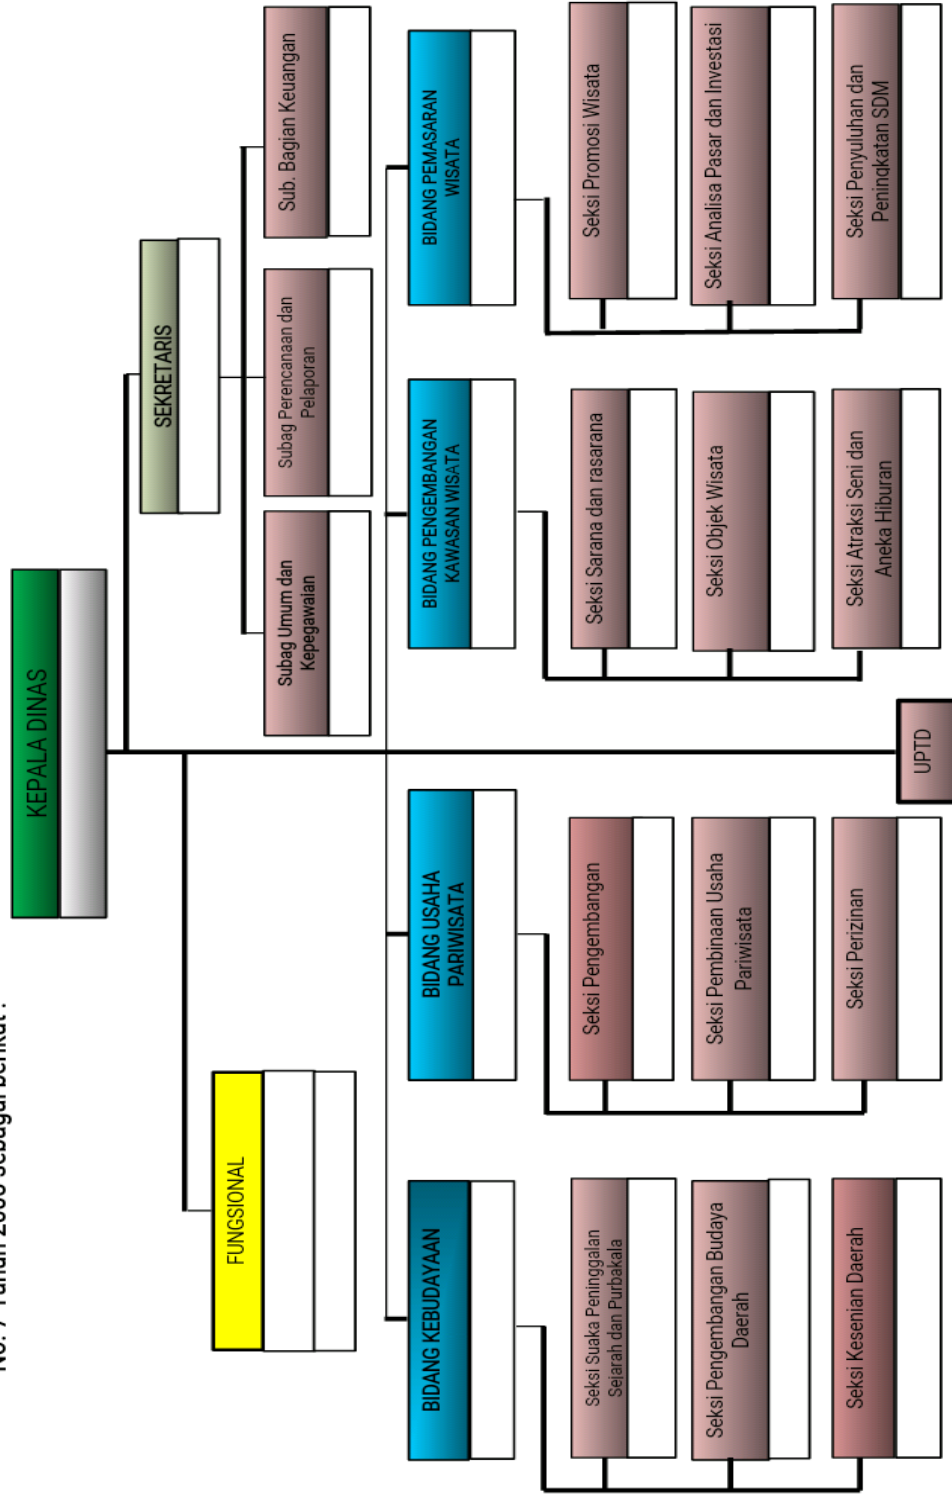 KEPALA DINAS
SEKRETARIS
FUNGSIONAL
Subag Umum dan
Kepegawaian
Subag Perencanaan dan
Pelaporan
Sub. Bagian Keuangan
BIDANG KEBUDAYAAN
BIDANG USAHA
PARIWISATA
BIDANG PENGEMBANGAN
KAWASAN WISATA
BIDANG PEMASARAN
WISATA
Seksi Suaka Peninggalan
Sejarah dan Purbakala
Seksi Pengembangan
Seksi Sarana dan rasarana
Seksi Promosi Wisata
Seksi Pengembangan Budaya
Daerah
Seksi Pembinaan Usaha
Pariwisata
Seksi Objek Wisata
Seksi Analisa Pasar dan Investasi
Seksi Kesenian Daerah
Seksi Perizinan
Seksi Atraksi Seni dan
Aneka Hiburan
Seksi Penyuluhan dan
Peningkatan SDM
UPTD